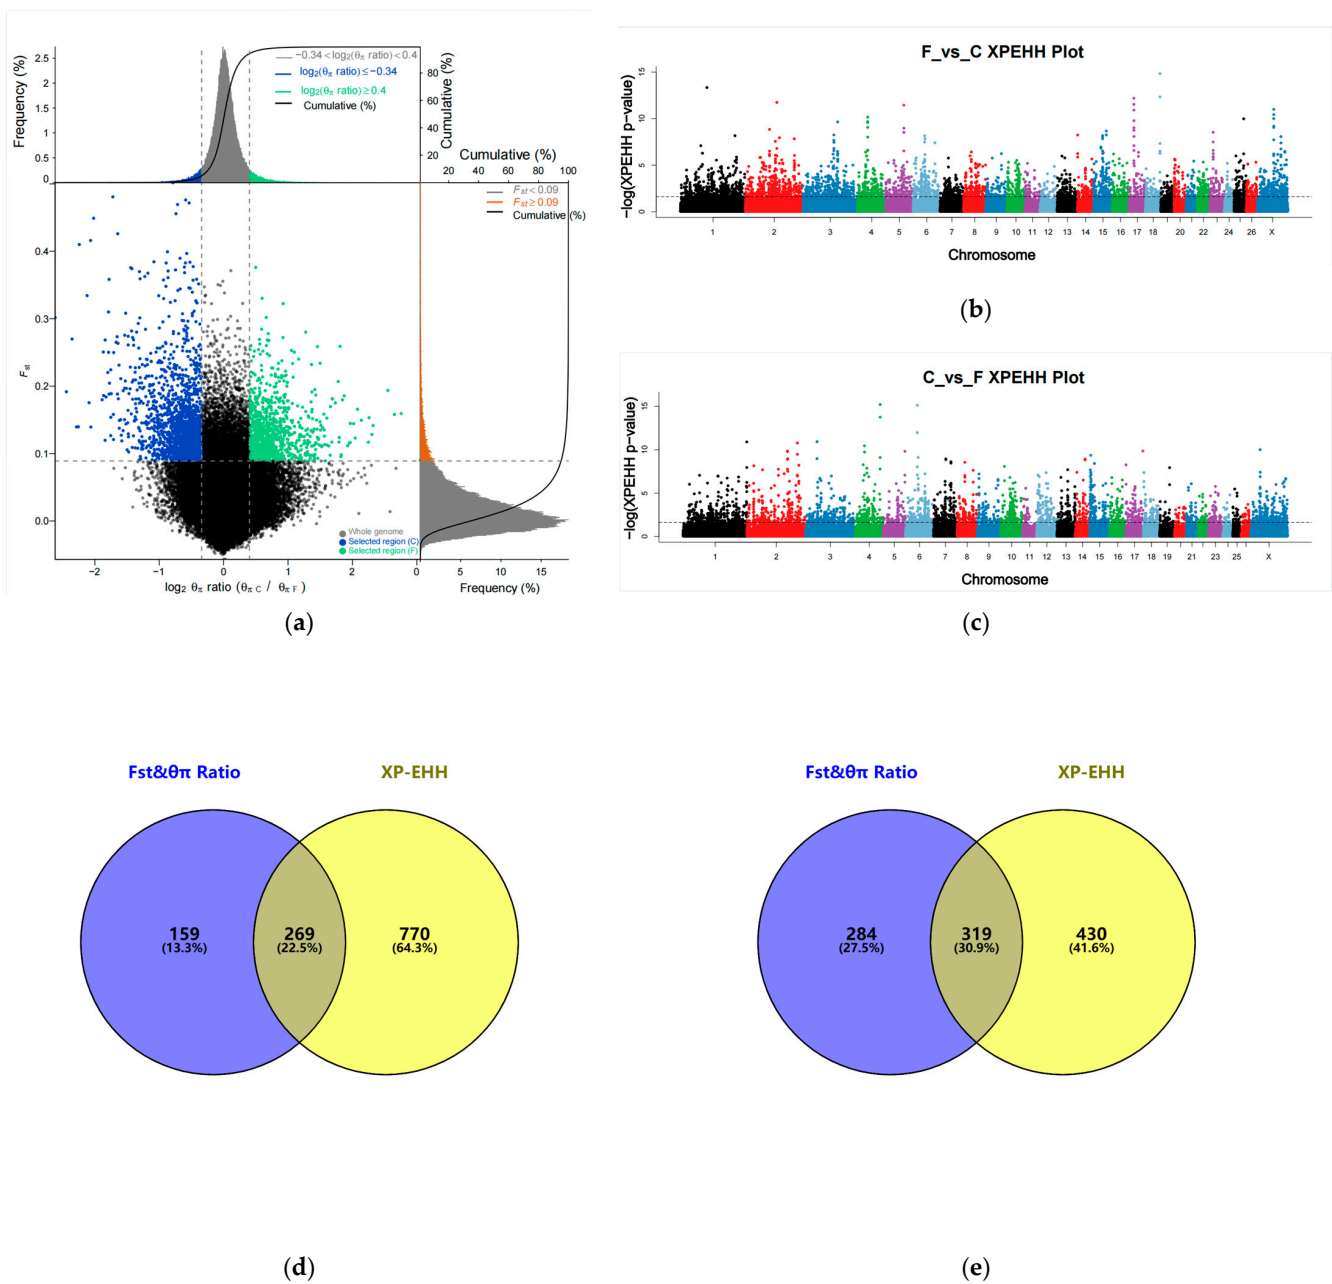 −0.34<log₂(θπ ratio)<0.4
log₂(θπ ratio)≤−0.34
log₂(θπ ratio)≥0.4
Cumulative (%)
Frequency (%)
2.5
2
1.5
1
0.5
0
Cumulative (%)
80
60
40
20
Cumulative (%)
20 40 60 80 100
Fst<0.09
Fst≥0.09
Cumulative (%)
Fst
0.4
0.3
0.2
0.1
0.0
Whole genome
Selected region (C)
Selected region (F)
−2 −1 0 1 2
log₂ θπ ratio (θπ C / θπ F)
0 5 10 15
Frequency (%)
(a)
F_vs_C XPEHH Plot
−log(XPEHH p−value)
15
10
5
0
1 2 3 4 5 6 7 8 9 10 11 12 13 14 15 16 17 18 20 22 24 26 X
Chromosome
(b)
C_vs_F XPEHH Plot
−log(XPEHH p−value)
15
10
5
0
1 2 3 4 5 6 7 8 9 10 11 12 13 14 15 16 17 18 19 21 23 25 X
Chromosome
(c)
Fst&θπ Ratio XP-EHH
159 269 770
(13.3%) (22.5%) (64.3%)
(d)
Fst&θπ Ratio XP-EHH
284 319 430
(27.5%) (30.9%) (41.6%)
(e)